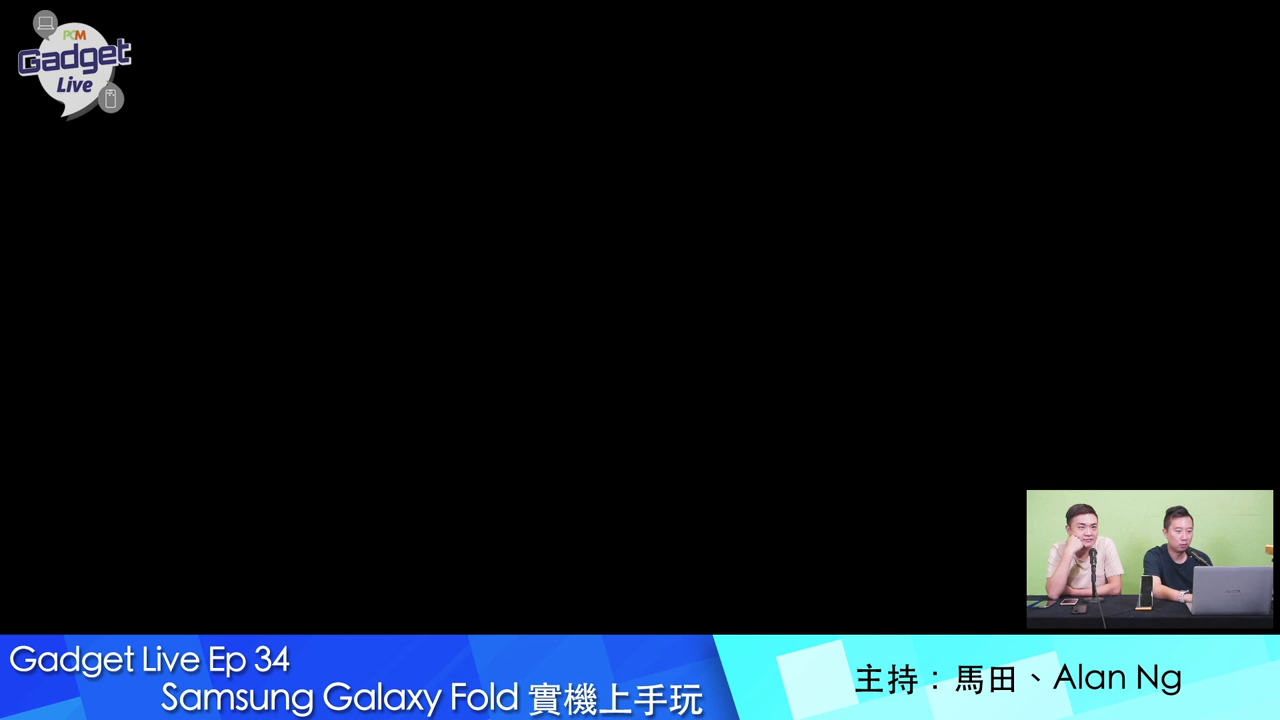 PCM
Gadget
Live
Gadget Live Ep 34
Samsung Galaxy Fold 實機上手玩
主持：馬田、Alan Ng